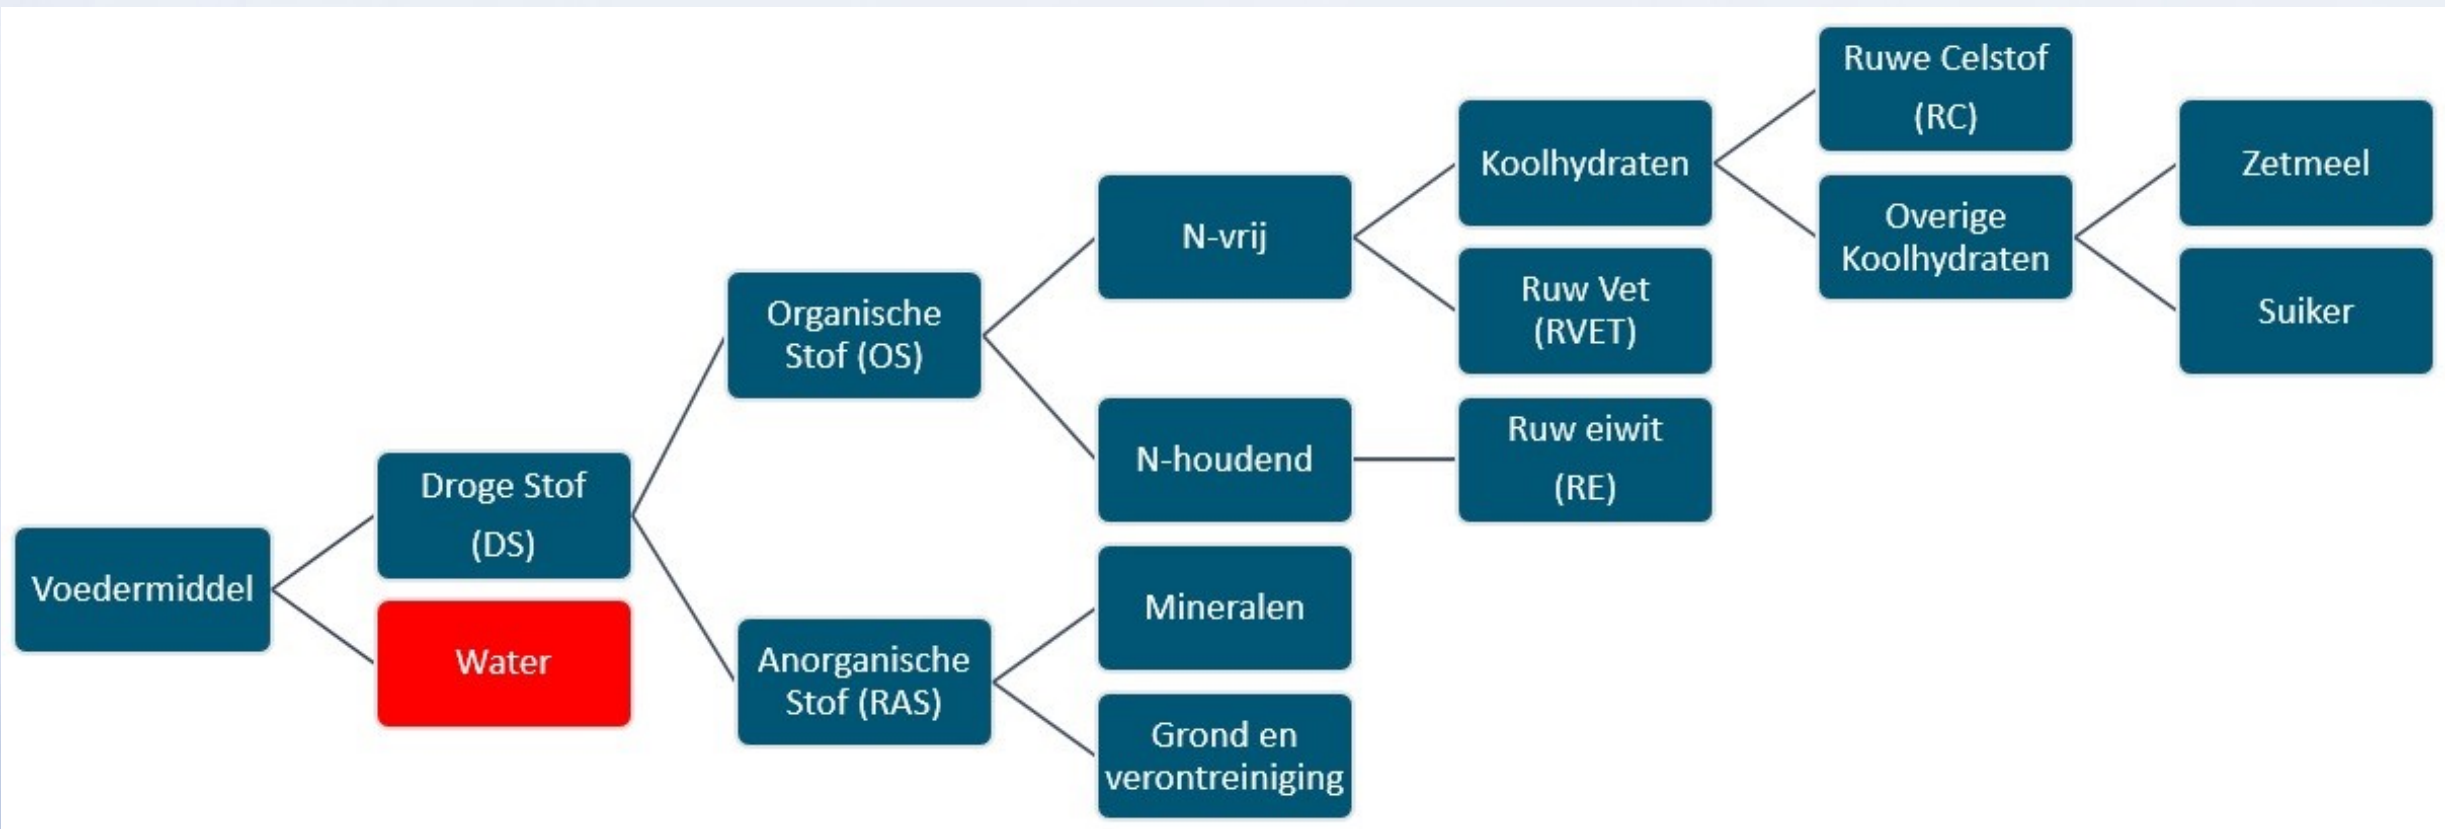 Voedermiddel
Droge Stof
(DS)
Water
Organische
Stof (OS)
Anorganische
Stof (RAS)
N-vrij
N-houdend
Mineralen
Grond en
verontreiniging
Koolhydraten
Ruw Vet
(RVET)
Ruw eiwit
(RE)
Ruwe Celstof
(RC)
Overige
Koolhydraten
Zetmeel
Suiker